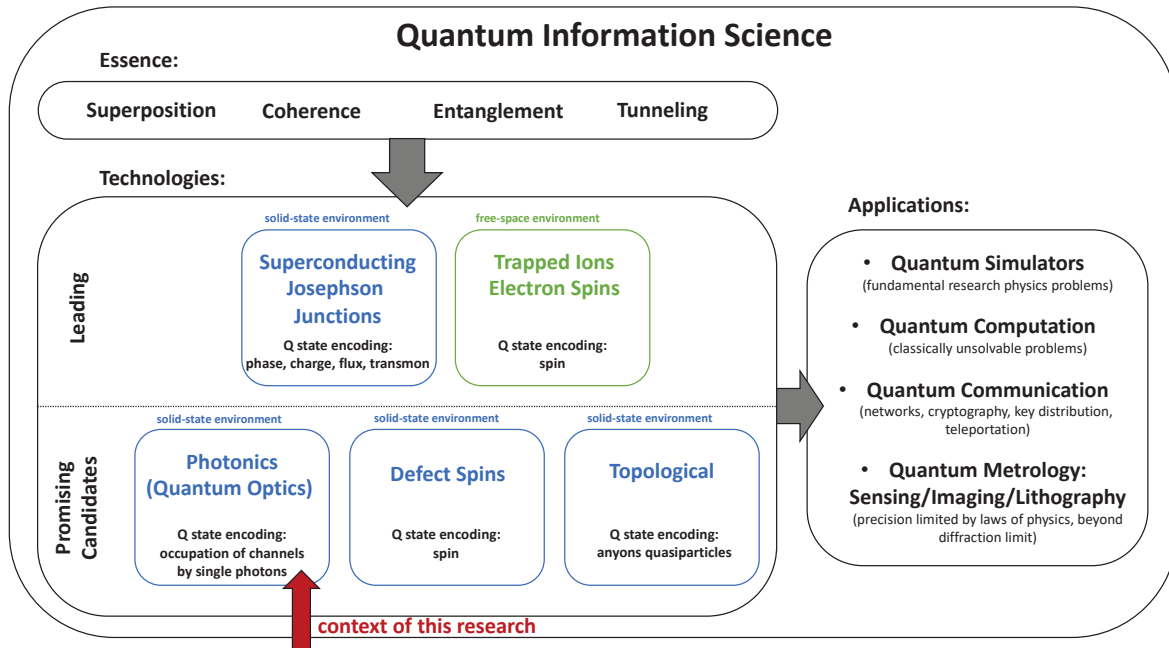 Quantum Information Science
Essence:
Superposition Coherence Entanglement Tunneling
Technologies:
Leading
solid-state environment
Superconducting
Josephson
Junctions
Q state encoding:
phase, charge, flux, transmon
free-space environment
Trapped Ions
Electron Spins
Q state encoding:
spin
Promising
Candidates
solid-state environment
Photonics
(Quantum Optics)
Q state encoding:
occupation of channels
by single photons
solid-state environment
Defect Spins
Q state encoding:
spin
solid-state environment
Topological
Q state encoding:
anyons quasiparticles
context of this research
Applications:
• Quantum Simulators
(fundamental research physics problems)
• Quantum Computation
(classically unsolvable problems)
• Quantum Communication
(networks, cryptography, key distribution,
teleportation)
• Quantum Metrology:
Sensing/Imaging/Lithography
(precision limited by laws of physics, beyond
diffraction limit)